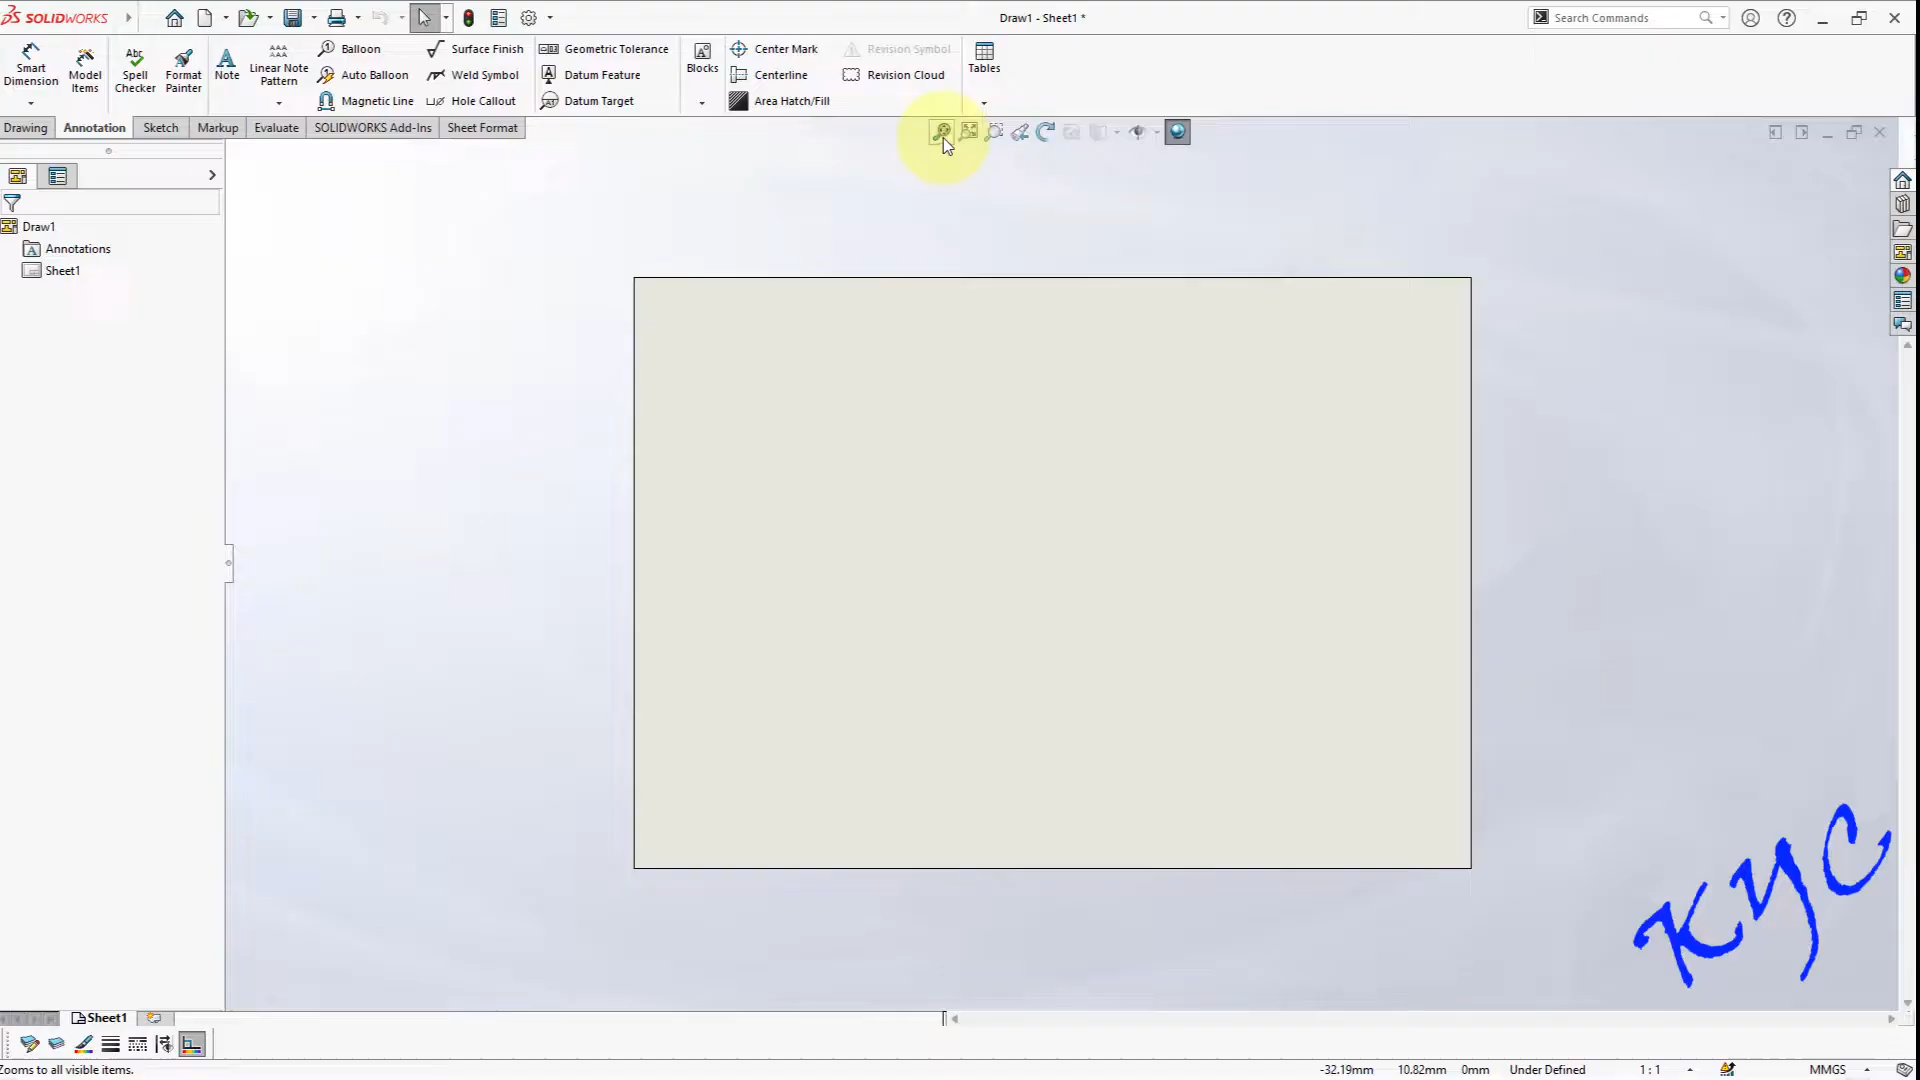 SOLIDWORKS
Draw1 - Sheet1 *
Search Commands
Smart Dimension
Model Items
Spell Checker
Format Painter
Note
Linear Note Pattern
Balloon
Auto Balloon
Magnetic Line
Surface Finish
Weld Symbol
Hole Callout
Geometric Tolerance
Datum Feature
Datum Target
Blocks
Center Mark
Centerline
Area Hatch/Fill
Revision Symbol
Revision Cloud
Tables
Drawing Annotation Sketch Markup Evaluate SOLIDWORKS Add-Ins Sheet Format
Draw1
Annotations
Sheet1
KYC
Sheet1
Zooms to all visible items.
-32.19mm 10.82mm 0mm Under Defined 1 : 1 MMGS